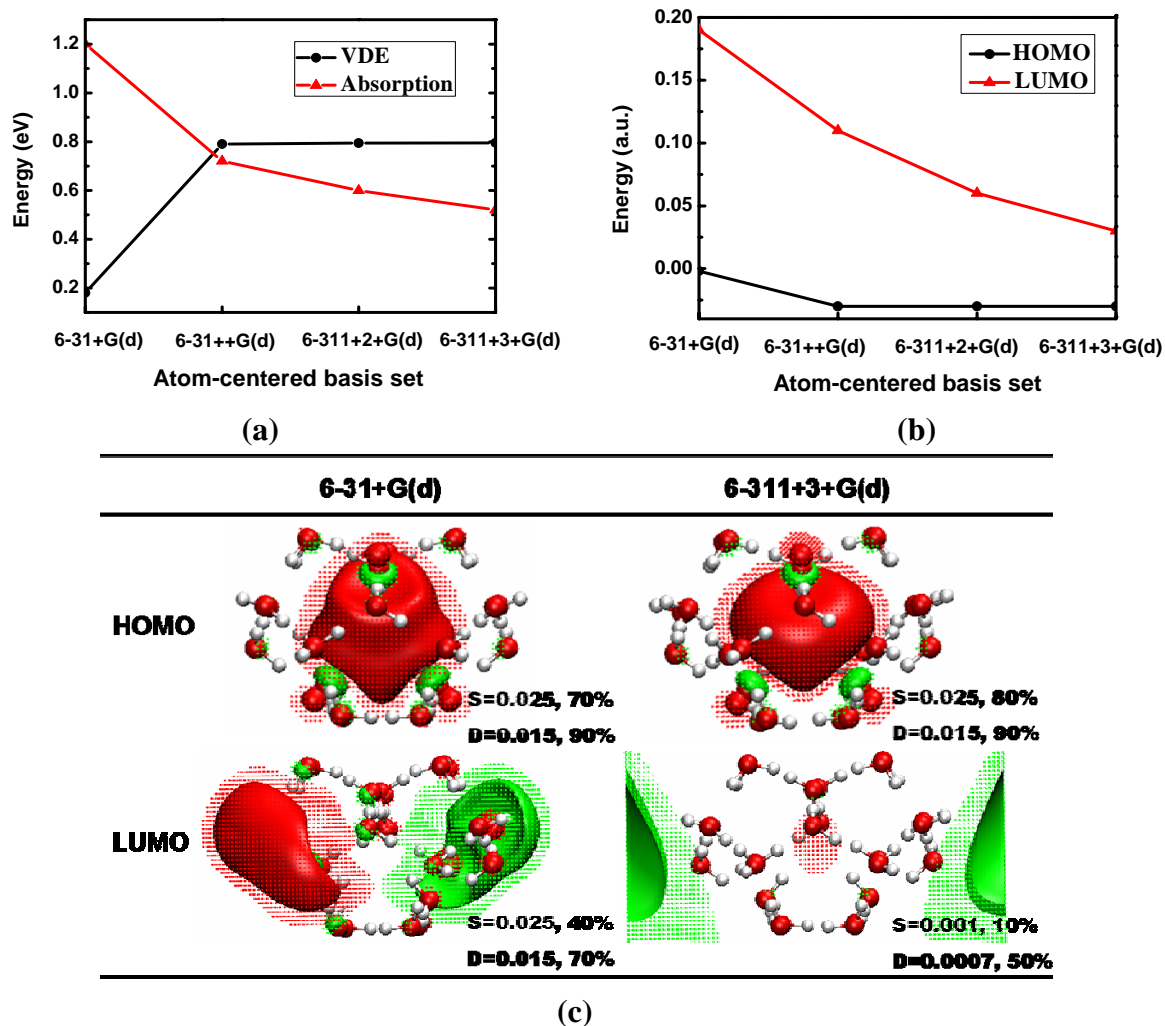 1.2
1.0
0.8
0.6
0.4
0.2
Energy (eV)
VDE
Absorption
6-31+G(d)
6-31++G(d)
6-311+2+G(d)
6-311+3+G(d)
Atom-centered basis set
(a)
0.20
0.15
0.10
0.05
0.00
Energy (a.u.)
HOMO
LUMO
6-31+G(d)
6-31++G(d)
6-311+2+G(d)
6-311+3+G(d)
Atom-centered basis set
(b)
6-31+G(d)
6-311+3+G(d)
HOMO
S=0.025, 70%
D=0.015, 90%
S=0.025, 80%
D=0.015, 90%
LUMO
S=0.025, 40%
D=0.015, 70%
S=0.001, 10%
D=0.0007, 50%
(c)